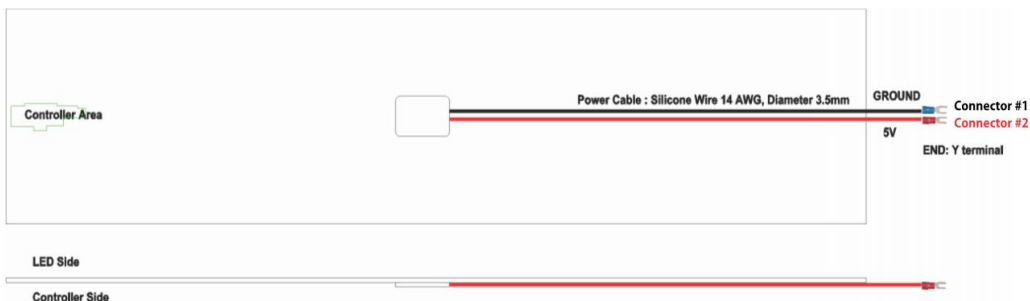 Controller Area
Power Cable : Silicone Wire 14 AWG, Diameter 3.5mm
GROUND
Connector #1
Connector #2
5V
END: Y terminal
LED Side
Controller Side